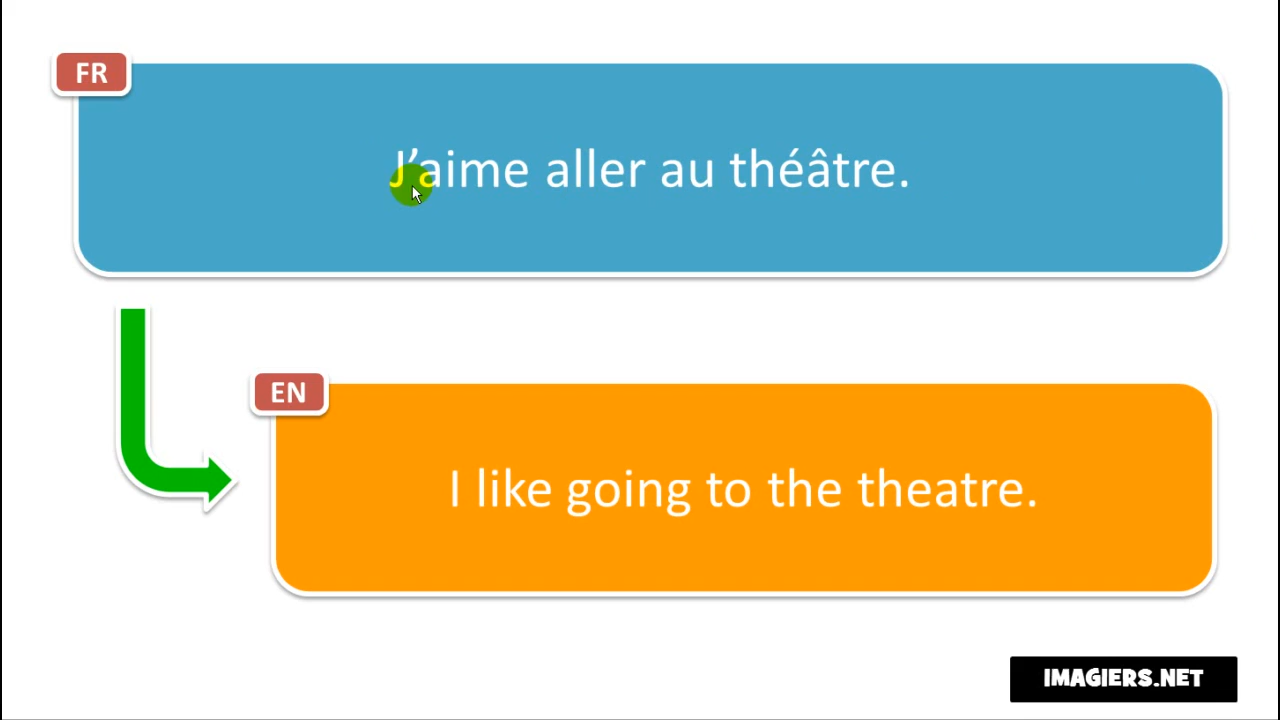 FR
J’aime aller au théâtre.
EN
I like going to the theatre.
IMAGIERS.NET